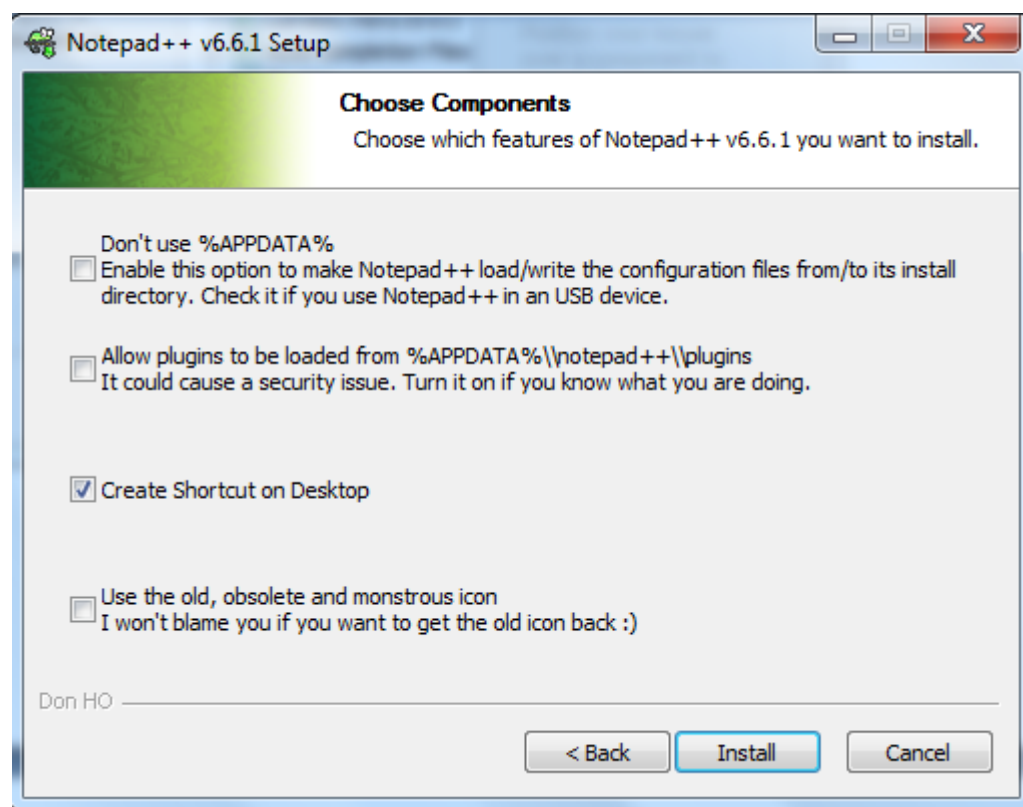 Notepad++ v6.6.1 Setup
Choose Components
Choose which features of Notepad++ v6.6.1 you want to install.
Don't use %APPDATA%
Enable this option to make Notepad++ load/write the configuration files from/to its install
directory. Check it if you use Notepad++ in an USB device.
Allow plugins to be loaded from %APPDATA%\\notepad++\\plugins
It could cause a security issue. Turn it on if you know what you are doing.
Create Shortcut on Desktop
Use the old, obsolete and monstrous icon
I won't blame you if you want to get the old icon back :)
Don HO
< Back Install Cancel